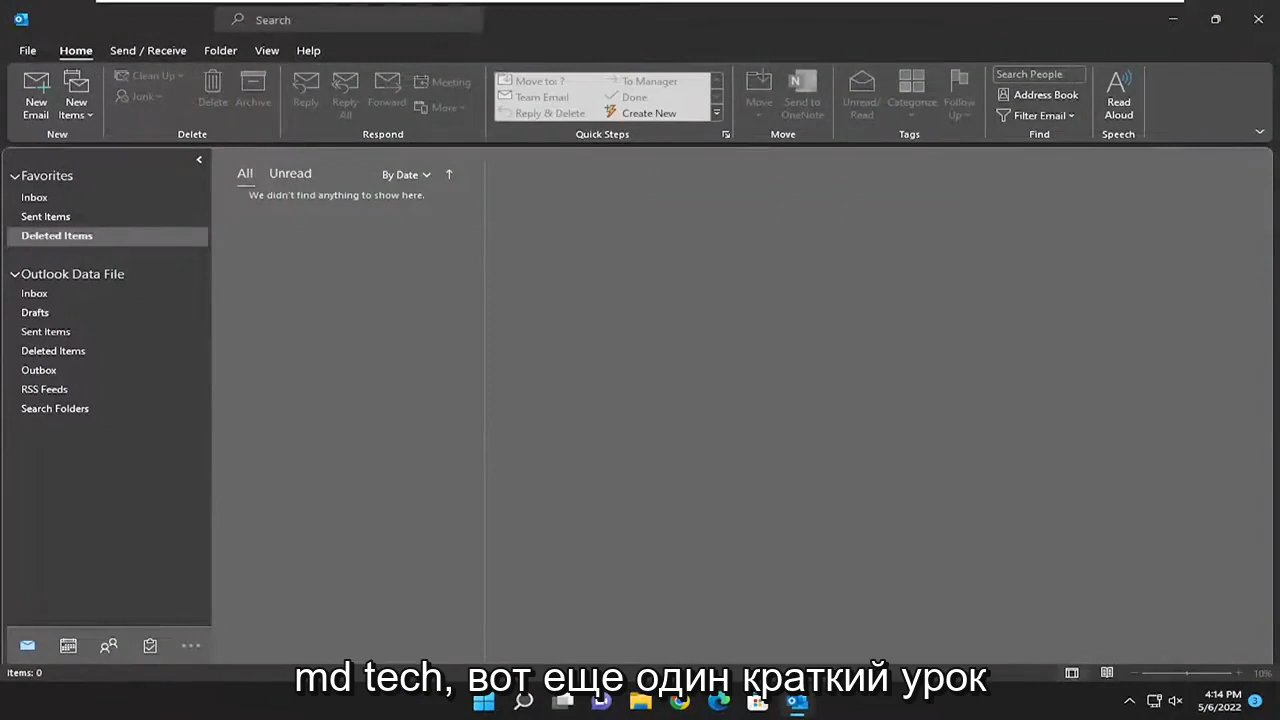 Search
File Home Send / Receive Folder View Help
New Email
New Items
Clean Up
Junk
Delete
Archive
Reply
Reply All
Forward
Meeting
More
Move to: ?
Team Email
Reply & Delete
To Manager
Done
Create New
Move
Send to OneNote
Unread/ Read
Categorize
Follow Up
Search People
Address Book
Filter Email
Read Aloud
New Delete Respond Quick Steps Move Tags Find Speech
Favorites
Inbox
Sent Items
Deleted Items
Outlook Data File
Inbox
Drafts
Sent Items
Deleted Items
Outbox
RSS Feeds
Search Folders
All Unread By Date
We didn't find anything to show here.
Items: 0
10%
md tech, вот еще один краткий урок
4:14 PM
5/6/2022
3